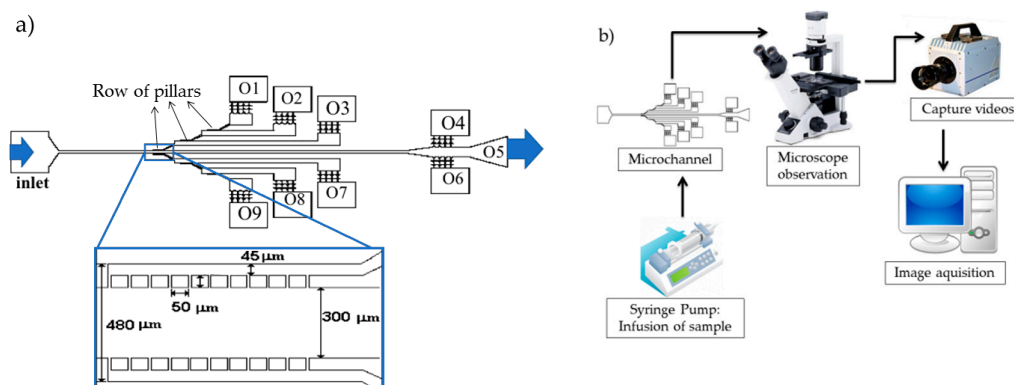 a)
Row of pillars
O1
O2
O3
O4
O5
O6
O7
O8
O9
inlet
45 µm
50 µm
480 µm
300 µm
b)
Microchannel
Microscope
observation
Capture videos
Syringe Pump:
Infusion of sample
Image aquisition